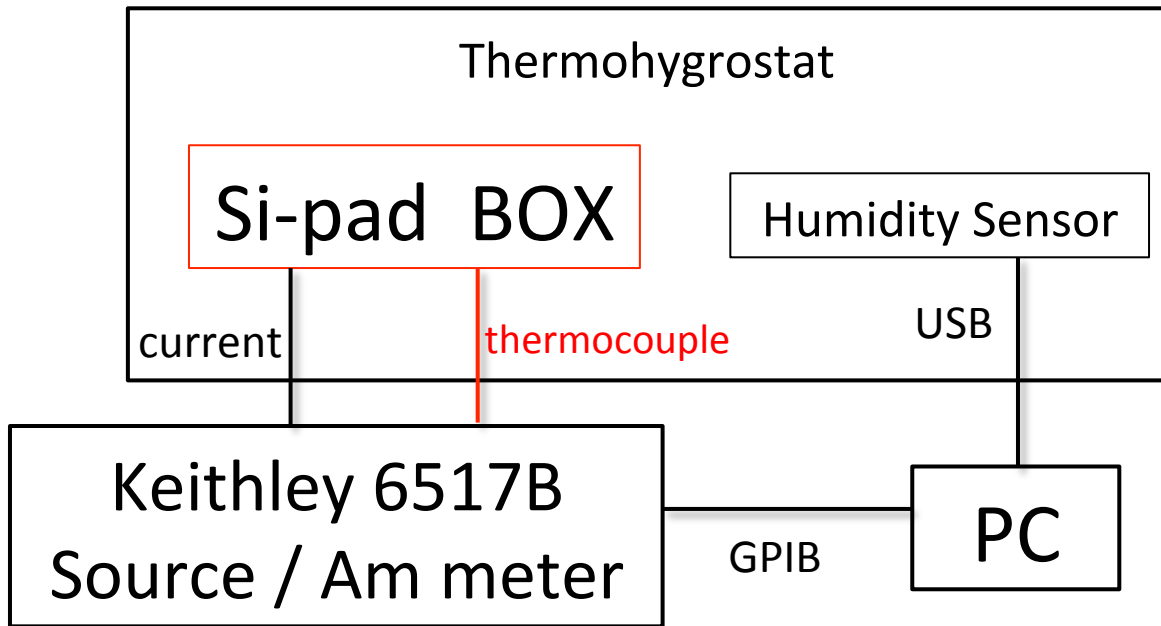 Thermohygrostat
Si-pad BOX
Humidity Sensor
current
thermocouple
USB
Keithley 6517B
Source / Am meter
GPIB
PC